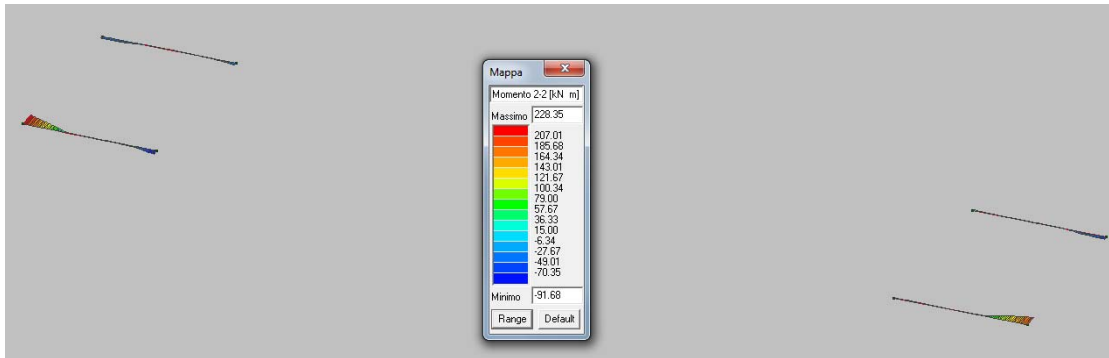 Mappa
Momento 2-2 [kN m]
Massimo 228.35
207.01
185.68
164.34
143.01
121.67
100.34
79.00
57.67
36.33
15.00
-6.34
-27.67
-49.01
-70.35
Minimo -91.68
Range Default